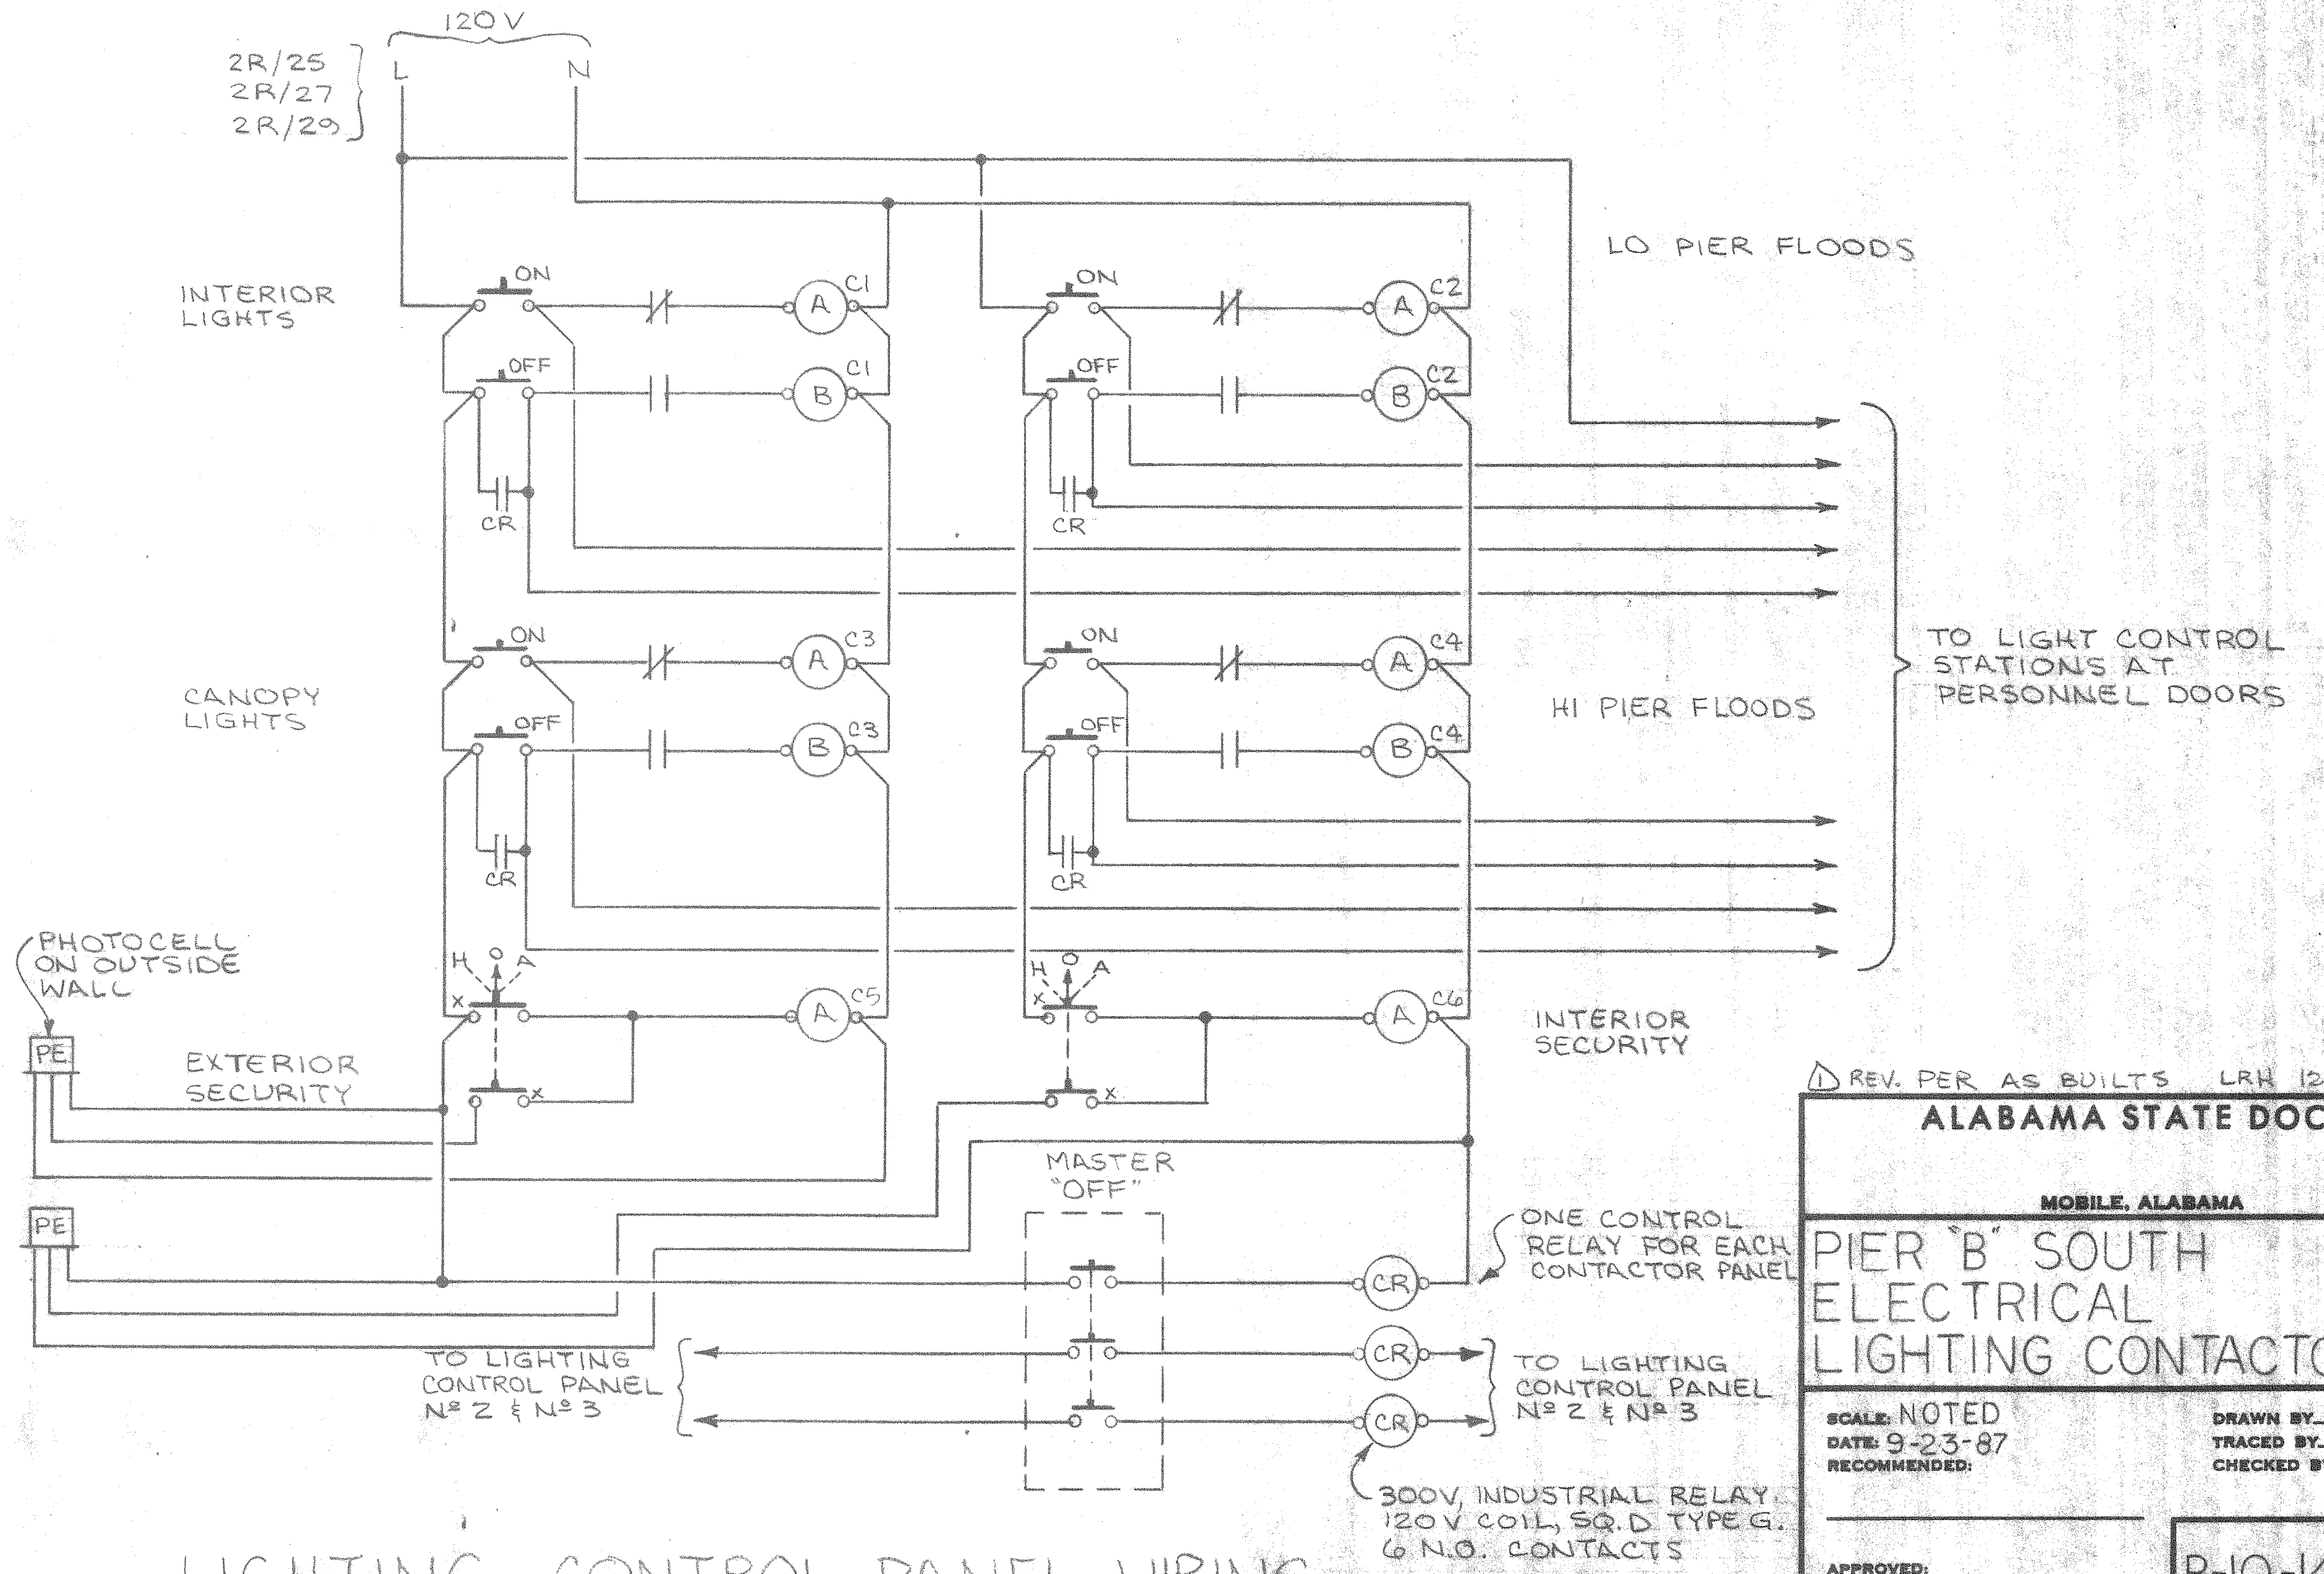 120V
2R/25
2R/27
2R/29
L
N
LO PIER FLOODS
INTERIOR
LIGHTS
ON
A
C1
ON
A
C2
OFF
B
C1
OFF
B
C2
CR
CR
TO LIGHT CONTROL
STATIONS AT
PERSONNEL DOORS
CANOPY
LIGHTS
ON
A
C3
ON
A
C4
OFF
B
C3
OFF
B
C4
HI PIER FLOODS
CR
CR
PHOTOCELL
ON OUTSIDE
WALL
H O A
X
A
C5
H O A
X
A
C6
PE
EXTERIOR
SECURITY
X
X
INTERIOR
SECURITY
1 REV. PER AS BUILTS LRH
ALABAMA STATE
MOBILE, ALABAMA
MASTER
"OFF"
PE
ONE CONTROL
RELAY FOR EACH
CONTACTOR PANEL
CR
PIER "B" SOUTH
ELECTRICAL
LIGHTING
TO LIGHTING
CONTROL PANEL
Nº 2 & Nº 3
CR
CR
TO LIGHTING
CONTROL PANEL
Nº 2 & Nº 3
300V, INDUSTRIAL RELAY.
120V COIL, SQ.D TYPE G.
6 N.O. CONTACTS
SCALE: NOTED
DATE: 9-23-87
RECOMMENDED:
DRAWN BY
TRACED BY
CHECKED
APPROVED:
LIGHTING CONTROL PANEL WIRING